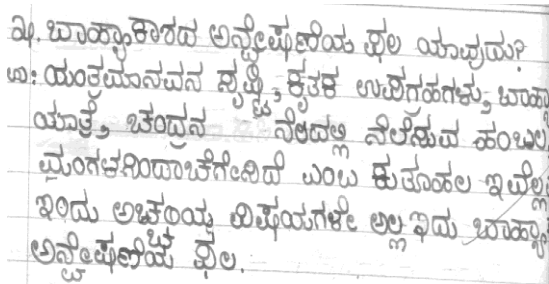 ೫. ಬಾಹ್ಯಾಕಾಶದ ಅನ್ವೇಷಣೆಯ ಫಲ ಯಾವುದು?
ಉ: ಯಂತ್ರಮಾನವನ ಸೃಷ್ಟಿ, ಕೃತಕ ಉಪಗ್ರಹಗಳು, ಬಾಹ್ಯ
ಯಾತ್ರೆ, ಚಂದ್ರನ ನೆಲದಲ್ಲಿ ನೆಲೆಸುವ ಹಂಬಲ
ಮಂಗಳನಿಂದಾಚೆಗೇನಿದೆ ಎಂಬ ಕುತೂಹಲ ಇವೆಲ್ಲ
ಇಂದು ಅಚ್ಚರಿಯ ವಿಷಯಗಳೇ ಅಲ್ಲ ಇದು ಬಾಹ್ಯಾ
ಅನ್ವೇಷಣೆಯ ಫಲ.